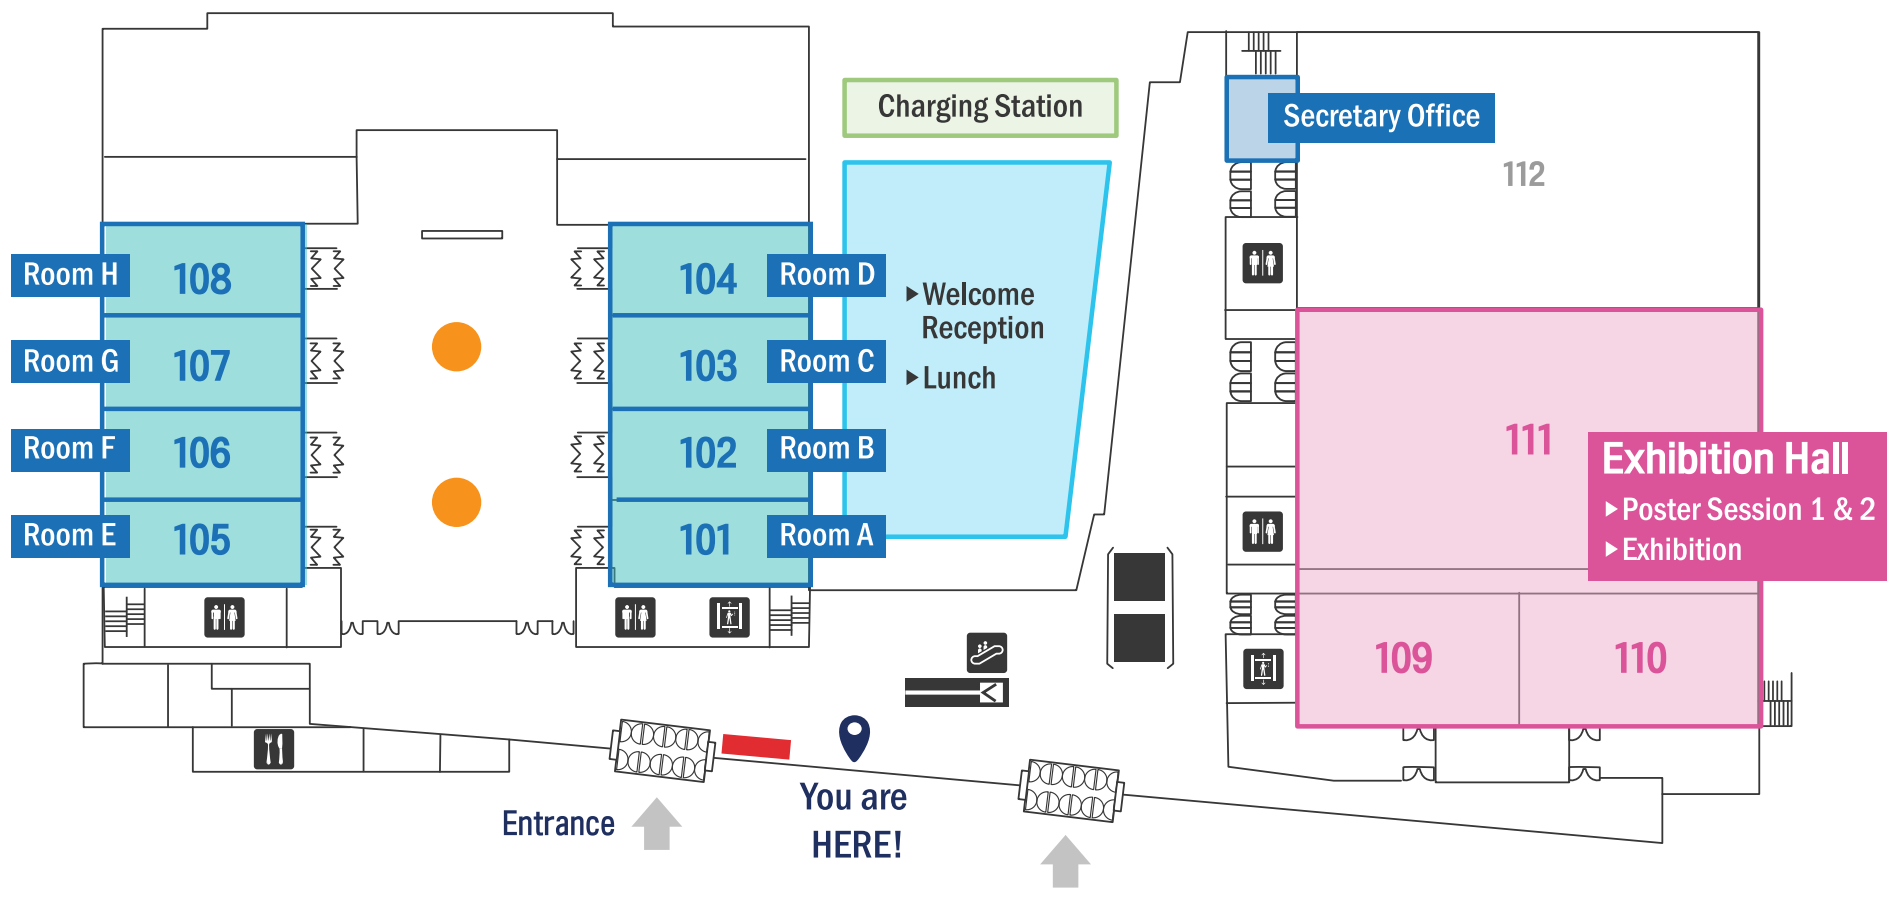 Charging Station
Secretary Office
112
Room H
108
104
Room D
▸Welcome
Reception
Room G
107
103
Room C
▸Lunch
Room F
106
102
Room B
111
Exhibition Hall
▸Poster Session 1 & 2
▸Exhibition
Room E
105
101
Room A
109
110
You are
HERE!
Entrance